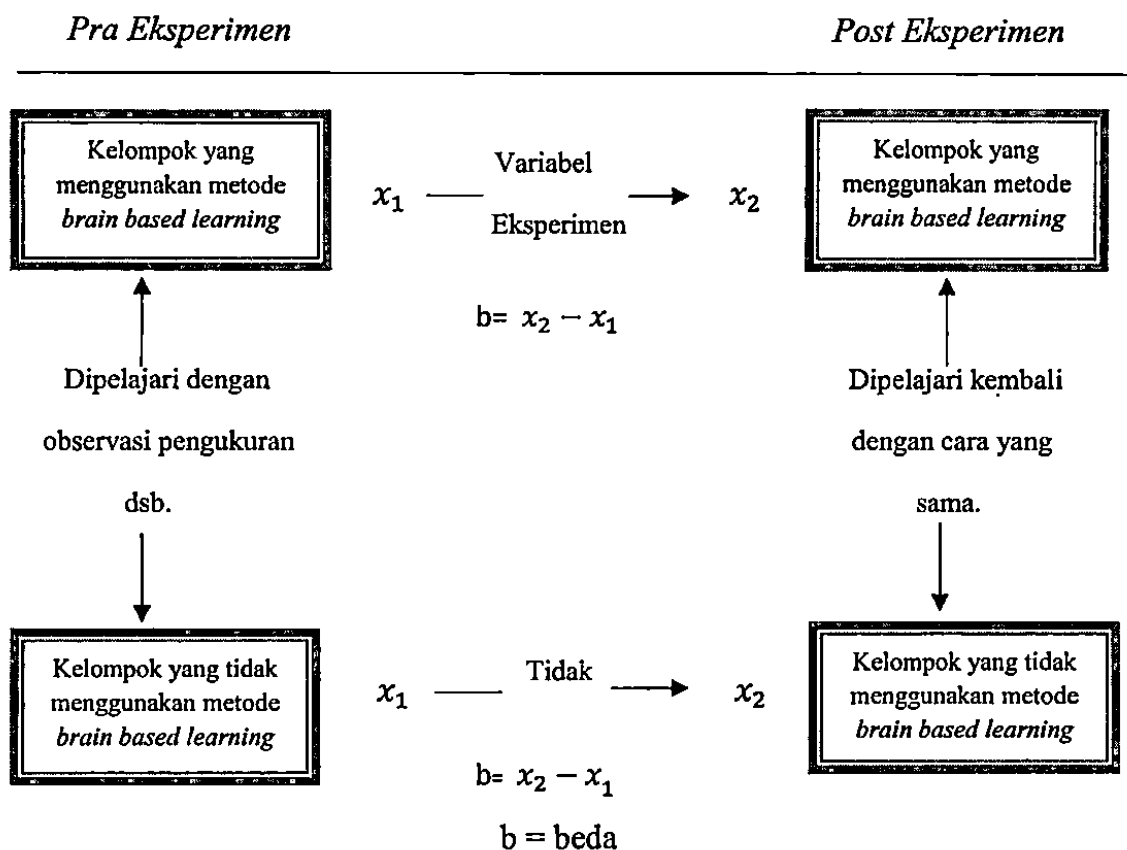 Pra Eksperimen
Post Eksperimen
Kelompok yang
menggunakan metode
brain based learning
x₁
Variabel
Eksperimen
x₂
Kelompok yang
menggunakan metode
brain based learning
b= x₂ − x₁
Dipelajari dengan
observasi pengukuran
dsb.
Dipelajari kembali
dengan cara yang
sama.
Kelompok yang tidak
menggunakan metode
brain based learning
x₁
Tidak
x₂
Kelompok yang tidak
menggunakan metode
brain based learning
b= x₂ − x₁
b = beda